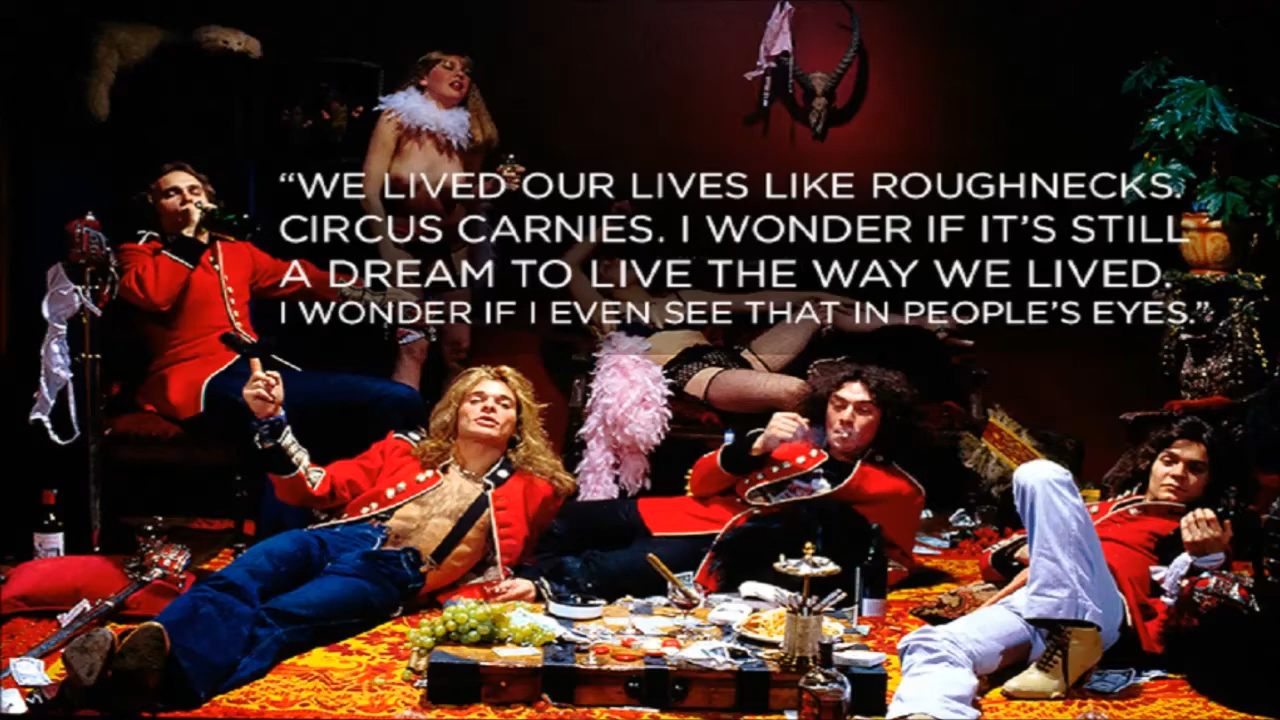 “WE LIVED OUR LIVES LIKE ROUGHNECKS.
CIRCUS CARNIES. I WONDER IF IT’S STILL
A DREAM TO LIVE THE WAY WE LIVED.
I WONDER IF I EVEN SEE THAT IN PEOPLE’S EYES.”